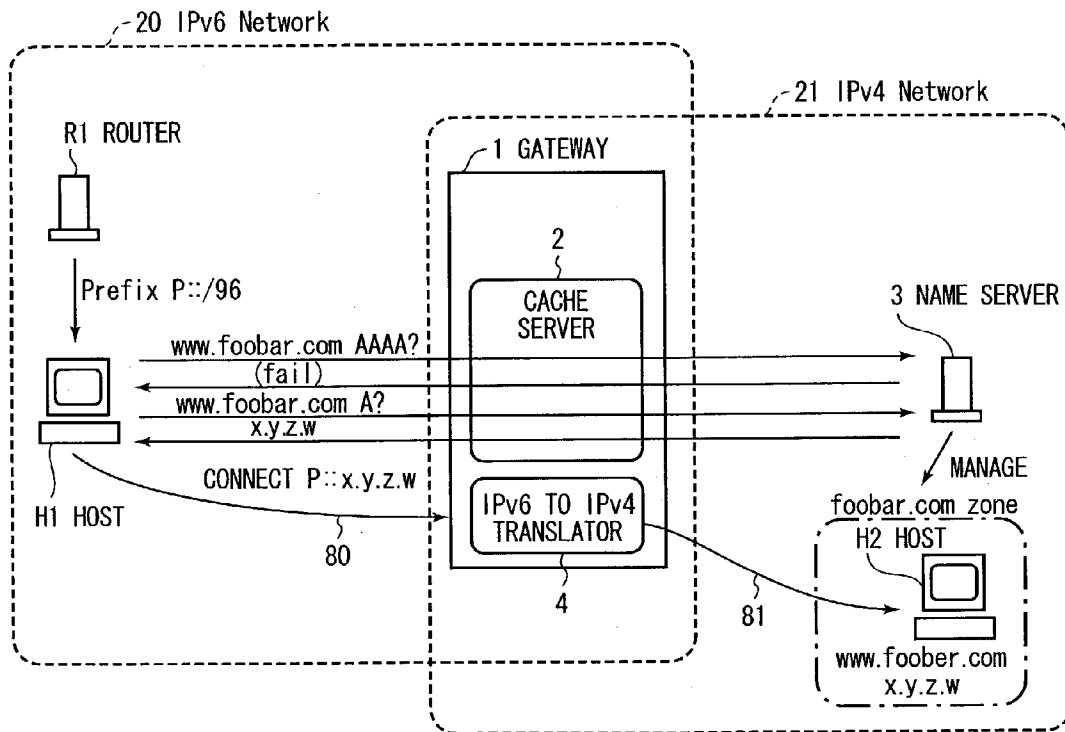 20 IPv6 Network
21 IPv4 Network
R1 ROUTER
1 GATEWAY
Prefix P::/96
2
CACHE
SERVER
3 NAME SERVER
www.foobar.com AAAA?
(fail)
www.foobar.com A?
x.y.z.w
MANAGE
CONNECT P::x.y.z.w
H1 HOST
80
IPv6 TO IPv4
TRANSLATOR
4
81
foobar.com zone
H2 HOST
www.foober.com
x.y.z.w